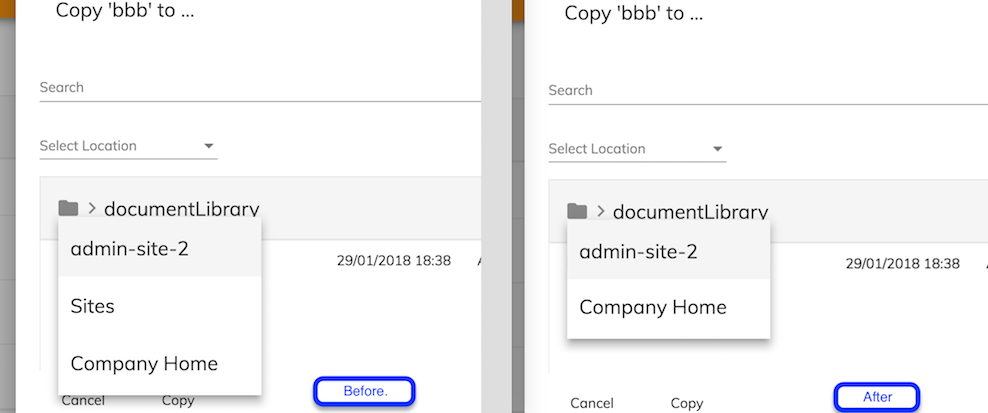 Copy 'bbb' to ...
Search
Select Location
documentLibrary
admin-site-2
29/01/2018 18:38
Sites
Company Home
Before.
Cancel
Copy
Copy 'bbb' to ...
Search
Select Location
documentLibrary
admin-site-2
29/01/2018 18:38
Company Home
After
Cancel
Copy